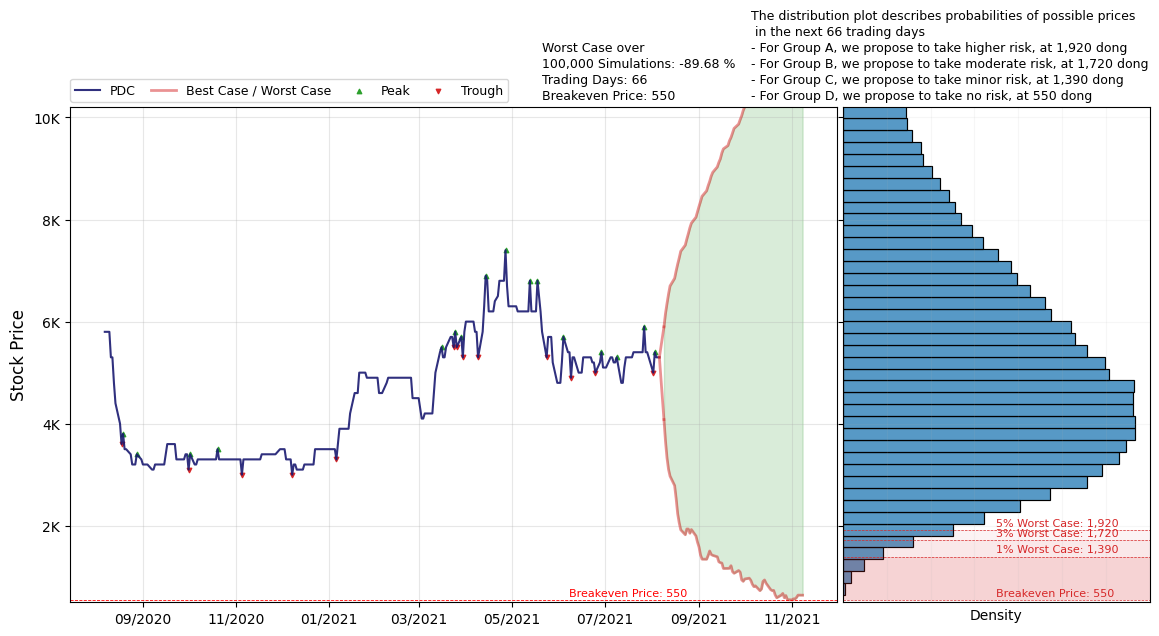 The distribution plot describes probabilities of possible prices
in the next 66 trading days
- For Group A, we propose to take higher risk, at 1,920 dong
- For Group B, we propose to take moderate risk, at 1,720 dong
- For Group C, we propose to take minor risk, at 1,390 dong
- For Group D, we propose to take no risk, at 550 dong
Worst Case over
100,000 Simulations: -89.68 %
Trading Days: 66
Breakeven Price: 550
PDC
Best Case / Worst Case
Peak
Trough
Stock Price
10K
8K
6K
4K
2K
Breakeven Price: 550
09/2020
11/2020
01/2021
03/2021
05/2021
07/2021
09/2021
11/2021
5% Worst Case: 1,920
3% Worst Case: 1,720
1% Worst Case: 1,390
Breakeven Price: 550
Density